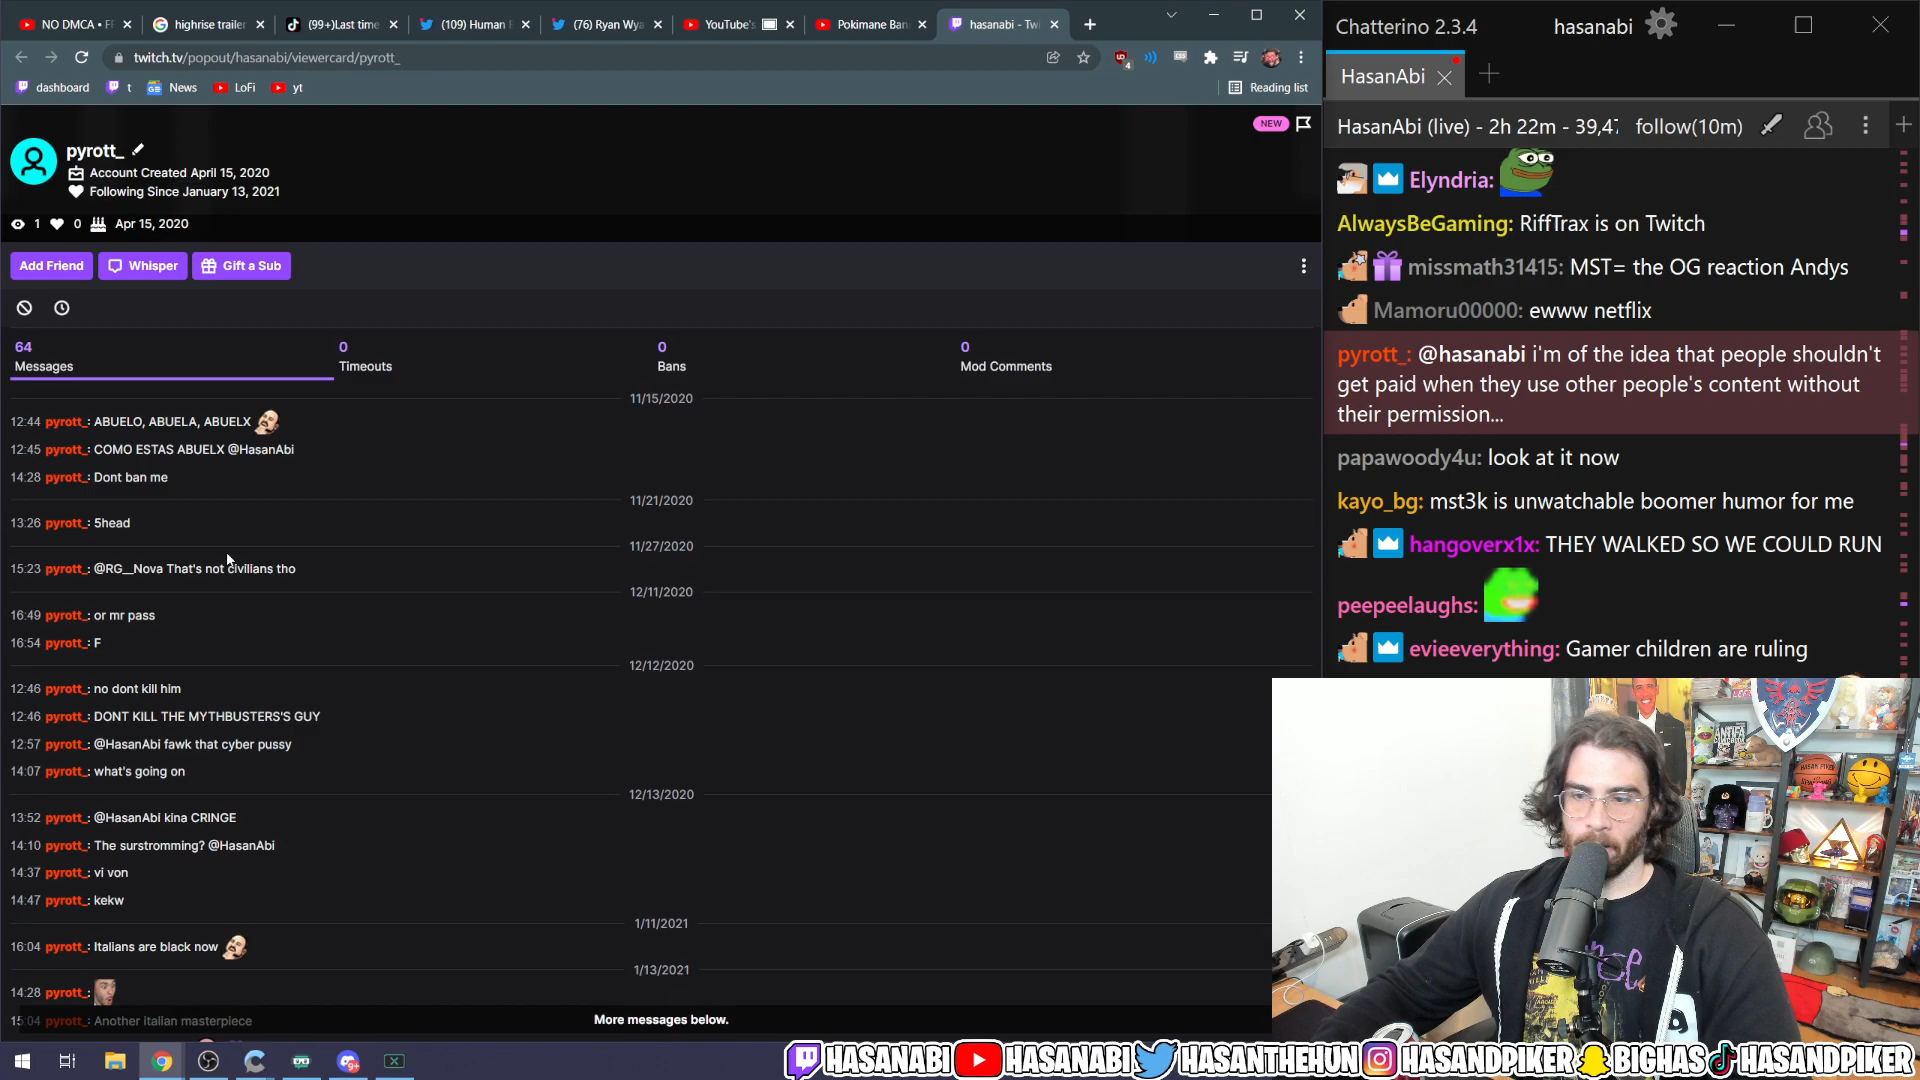 NO DMCA • FF
highrise trailer
(99+)Last time
(109) Human R
(76) Ryan Wya
YouTube's
Pokimane Ban
hasanabi - Twi
twitch.tv/popout/hasanabi/viewercard/pyrott_
dashboard
t
News
LoFi
yt
Reading list
NEW
pyrott_
Account Created April 15, 2020
Following Since January 13, 2021
1
0
Apr 15, 2020
Add Friend
Whisper
Gift a Sub
64
Messages
0
Timeouts
0
Bans
0
Mod Comments
11/15/2020
12:44 pyrott_: ABUELO, ABUELA, ABUELX
12:45 pyrott_: COMO ESTAS ABUELX @HasanAbi
14:28 pyrott_: Dont ban me
11/21/2020
13:26 pyrott_: 5head
11/27/2020
15:23 pyrott_: @RG__Nova That's not civilians tho
12/11/2020
16:49 pyrott_: or mr pass
16:54 pyrott_: F
12/12/2020
12:46 pyrott_: no dont kill him
12:46 pyrott_: DONT KILL THE MYTHBUSTERS'S GUY
12:57 pyrott_: @HasanAbi fawk that cyber pussy
14:07 pyrott_: what's going on
12/13/2020
13:52 pyrott_: @HasanAbi kina CRINGE
14:10 pyrott_: The surstromming? @HasanAbi
14:37 pyrott_: vi von
14:47 pyrott_: kekw
1/11/2021
16:04 pyrott_: Italians are black now
1/13/2021
14:28 pyrott_:
15:04 pyrott_: Another italian masterpiece
More messages below.
Chatterino 2.3.4
hasanabi
HasanAbi
HasanAbi (live) - 2h 22m - 39,47
follow(10m)
Elyndria:
AlwaysBeGaming: RiffTrax is on Twitch
missmath31415: MST= the OG reaction Andys
Mamoru00000: ewww netflix
pyrott_: @hasanabi i'm of the idea that people shouldn't
get paid when they use other people's content without
their permission...
papawoody4u: look at it now
kayo_bg: mst3k is unwatchable boomer humor for me
hangoverx1x: THEY WALKED SO WE COULD RUN
peepeelaughs:
evieeverything: Gamer children are ruling
HASANABI
HASANABI
HASANTHEHUN
HASANDPIKER
BIGHAS
HASANDPIKER